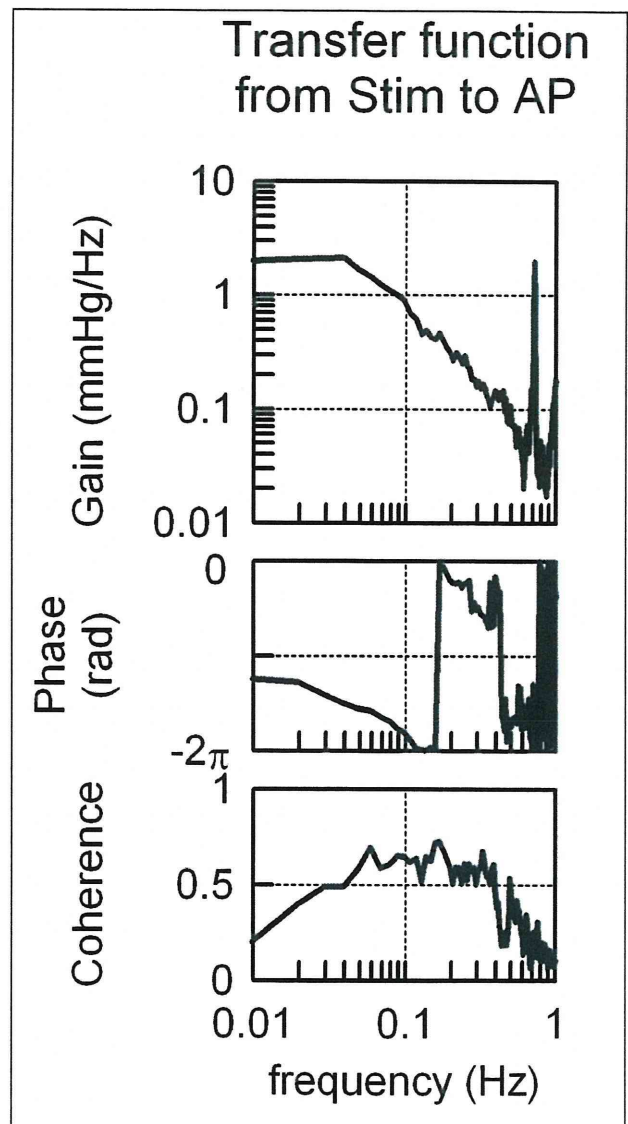 Transfer function
from Stim to AP
Gain (mmHg/Hz)
10
1
0.1
0.01
Phase
(rad)
0
-2π
Coherence
1
0.5
0
0.01 0.1 1
frequency (Hz)